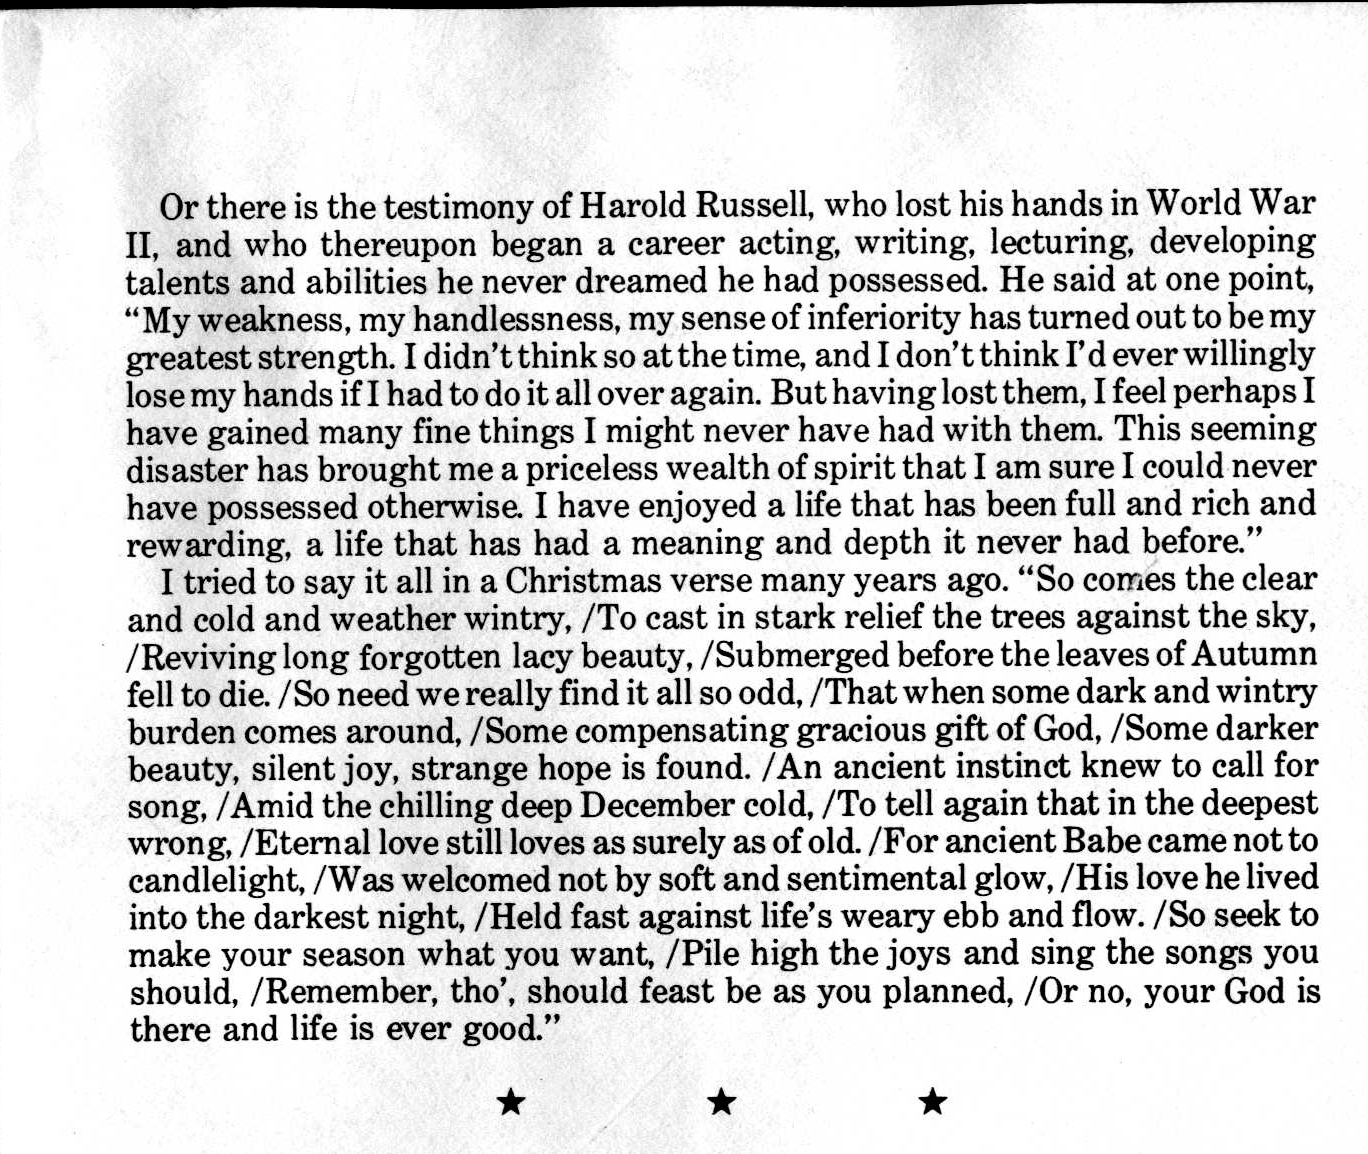 Or there is the testimony of Harold Russell, who lost his hands in World War
II, and who thereupon began a career acting, writing, lecturing, developing
talents and abilities he never dreamed he had possessed. He said at one point,
“My weakness, my handlessness, my sense of inferiority has turned out to be my
greatest strength. I didn’t think so at the time, and I don’t think I’d ever willingly
lose my hands if I had to do it all over again. But having lost them, I feel perhaps I
have gained many fine things I might never have had with them. This seeming
disaster has brought me a priceless wealth of spirit that I am sure I could never
have possessed otherwise. I have enjoyed a life that has been full and rich and
rewarding, a life that has had a meaning and depth it never had before.”
I tried to say it all in a Christmas verse many years ago. “So comes the clear
and cold and weather wintry, /To cast in stark relief the trees against the sky,
/Reviving long forgotten lacy beauty, /Submerged before the leaves of Autumn
fell to die. /So need we really find it all so odd, /That when some dark and wintry
burden comes around, /Some compensating gracious gift of God, /Some darker
beauty, silent joy, strange hope is found. /An ancient instinct knew to call for
song, /Amid the chilling deep December cold, /To tell again that in the deepest
wrong, /Eternal love still loves as surely as of old. /For ancient Babe came not to
candlelight, /Was welcomed not by soft and sentimental glow, /His love he lived
into the darkest night, /Held fast against life’s weary ebb and flow. /So seek to
make your season what you want, /Pile high the joys and sing the songs you
should, /Remember, tho’, should feast be as you planned, /Or no, your God is
there and life is ever good.”
★ ★ ★